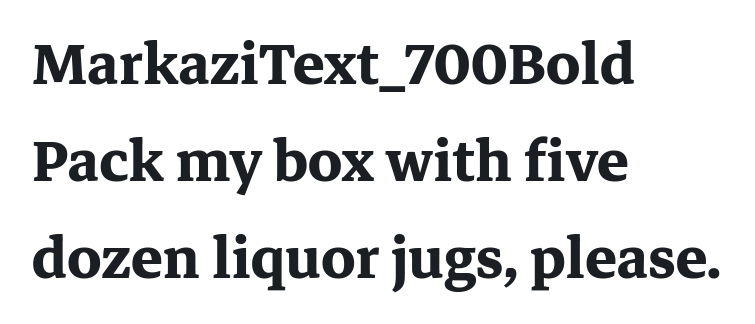 MarkaziText_700Bold
Pack my box with five
dozen liquor jugs, please.